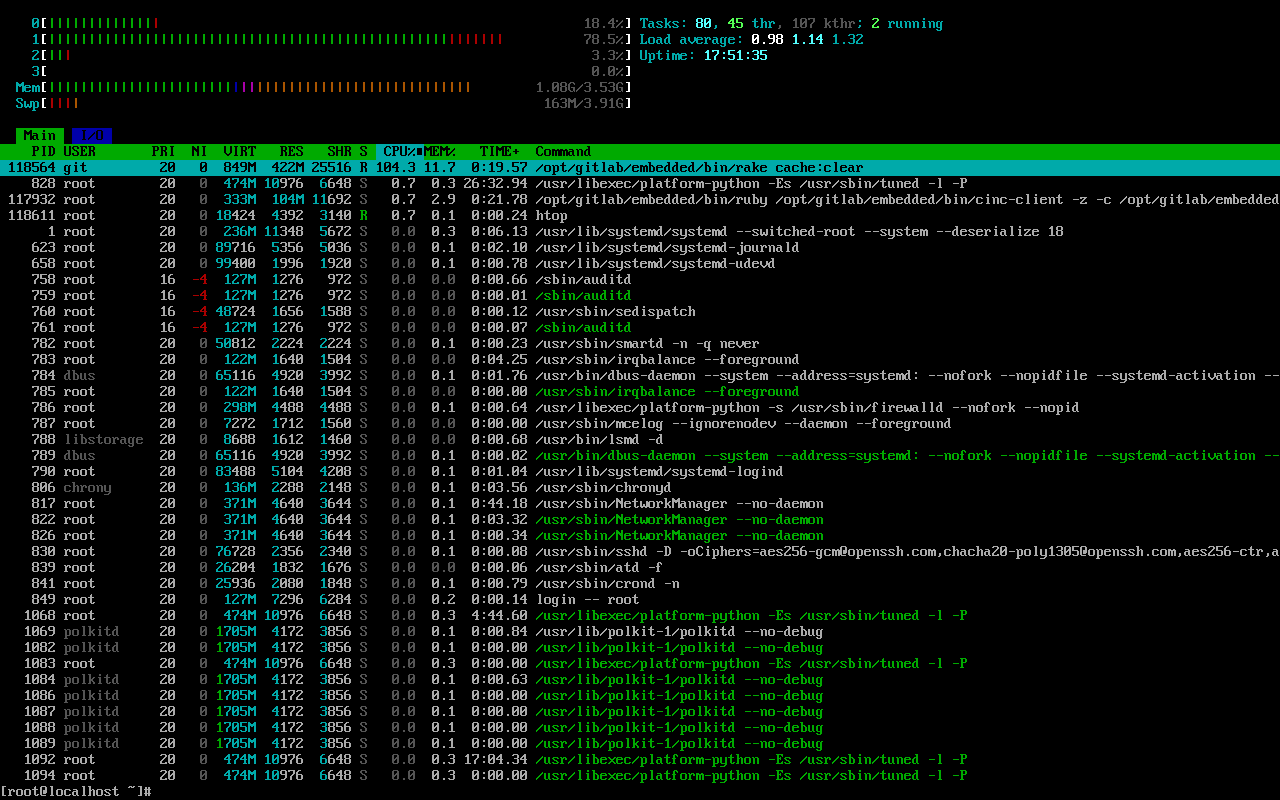 0[|||||||||||||| 18.4%] Tasks: 80, 45 thr, 107 kthr; 2 running
1[||||||||||||||||||||||||||||||||||||||||||||||||||||||||| 78.5%] Load average: 0.98 1.14 1.32
2[||| 3.3%] Uptime: 17:51:35
3[ 0.0%]
Mem[||||||||||||||||||||||||||||||||||||||||||||||||||||| 1.08G/3.53G]
Swp[|||| 163M/3.91G]
Main I/O
PID USER PRI NI VIRT RES SHR S CPU% MEM% TIME+ Command
118564 git 20 0 849M 422M 25516 R 104.3 11.7 0:19.57 /opt/gitlab/embedded/bin/rake cache:clear
828 root 20 0 474M 10976 6648 S 0.7 0.3 26:32.94 /usr/libexec/platform-python -Es /usr/sbin/tuned -l -P
117932 root 20 0 333M 104M 11692 S 0.7 2.9 0:21.78 /opt/gitlab/embedded/bin/ruby /opt/gitlab/embedded/bin/cinc-client -z -c /opt/gitlab/embedded
118611 root 20 0 18424 4392 3140 R 0.7 0.1 0:00.24 htop
1 root 20 0 236M 11348 5672 S 0.0 0.3 0:06.13 /usr/lib/systemd/systemd --switched-root --system --deserialize 18
623 root 20 0 89716 5356 5036 S 0.0 0.1 0:02.10 /usr/lib/systemd/systemd-journald
658 root 20 0 99400 1996 1920 S 0.0 0.1 0:00.78 /usr/lib/systemd/systemd-udevd
758 root 16 -4 127M 1276 972 S 0.0 0.0 0:00.66 /sbin/auditd
759 root 16 -4 127M 1276 972 S 0.0 0.0 0:00.01 /sbin/auditd
760 root 16 -4 48724 1656 1588 S 0.0 0.0 0:00.12 /usr/sbin/sedispatch
761 root 16 -4 127M 1276 972 S 0.0 0.0 0:00.07 /sbin/auditd
782 root 20 0 50812 2224 2224 S 0.0 0.1 0:00.23 /usr/sbin/smartd -n -q never
783 root 20 0 122M 1640 1504 S 0.0 0.0 0:04.25 /usr/sbin/irqbalance --foreground
784 dbus 20 0 65116 4920 3992 S 0.0 0.1 0:01.76 /usr/bin/dbus-daemon --system --address=systemd: --nofork --nopidfile --systemd-activation --
785 root 20 0 122M 1640 1504 S 0.0 0.0 0:00.00 /usr/sbin/irqbalance --foreground
786 root 20 0 298M 4488 4488 S 0.0 0.1 0:00.64 /usr/libexec/platform-python -s /usr/sbin/firewalld --nofork --nopid
787 root 20 0 7272 1712 1560 S 0.0 0.0 0:00.00 /usr/sbin/mcelog --ignorenodev --daemon --foreground
788 libstorage 20 0 8688 1612 1460 S 0.0 0.0 0:00.68 /usr/bin/lsmd -d
789 dbus 20 0 65116 4920 3992 S 0.0 0.1 0:00.02 /usr/bin/dbus-daemon --system --address=systemd: --nofork --nopidfile --systemd-activation --
790 root 20 0 83488 5104 4208 S 0.0 0.1 0:01.04 /usr/lib/systemd/systemd-logind
806 chrony 20 0 136M 2288 2148 S 0.0 0.1 0:03.56 /usr/sbin/chronyd
817 root 20 0 371M 4640 3644 S 0.0 0.1 0:44.18 /usr/sbin/NetworkManager --no-daemon
822 root 20 0 371M 4640 3644 S 0.0 0.1 0:03.32 /usr/sbin/NetworkManager --no-daemon
826 root 20 0 371M 4640 3644 S 0.0 0.1 0:00.34 /usr/sbin/NetworkManager --no-daemon
830 root 20 0 76728 2356 2340 S 0.0 0.1 0:00.08 /usr/sbin/sshd -D -oCiphers=aes256-gcm@openssh.com,chacha20-poly1305@openssh.com,aes256-ctr,a
839 root 20 0 26204 1832 1676 S 0.0 0.0 0:00.06 /usr/sbin/atd -f
841 root 20 0 25936 2080 1848 S 0.0 0.1 0:00.79 /usr/sbin/crond -n
849 root 20 0 127M 7296 6284 S 0.0 0.2 0:00.14 login -- root
1068 root 20 0 474M 10976 6648 S 0.0 0.3 4:44.60 /usr/libexec/platform-python -Es /usr/sbin/tuned -l -P
1069 polkitd 20 0 1705M 4172 3856 S 0.0 0.1 0:00.84 /usr/lib/polkit-1/polkitd --no-debug
1082 polkitd 20 0 1705M 4172 3856 S 0.0 0.1 0:00.00 /usr/lib/polkit-1/polkitd --no-debug
1083 root 20 0 474M 10976 6648 S 0.0 0.3 0:00.00 /usr/libexec/platform-python -Es /usr/sbin/tuned -l -P
1084 polkitd 20 0 1705M 4172 3856 S 0.0 0.1 0:00.63 /usr/lib/polkit-1/polkitd --no-debug
1086 polkitd 20 0 1705M 4172 3856 S 0.0 0.1 0:00.00 /usr/lib/polkit-1/polkitd --no-debug
1087 polkitd 20 0 1705M 4172 3856 S 0.0 0.1 0:00.00 /usr/lib/polkit-1/polkitd --no-debug
1088 polkitd 20 0 1705M 4172 3856 S 0.0 0.1 0:00.00 /usr/lib/polkit-1/polkitd --no-debug
1089 polkitd 20 0 1705M 4172 3856 S 0.0 0.1 0:00.00 /usr/lib/polkit-1/polkitd --no-debug
1092 root 20 0 474M 10976 6648 S 0.0 0.3 17:04.34 /usr/libexec/platform-python -Es /usr/sbin/tuned -l -P
1094 root 20 0 474M 10976 6648 S 0.0 0.3 0:00.00 /usr/libexec/platform-python -Es /usr/sbin/tuned -l -P
[root@localhost ~]#